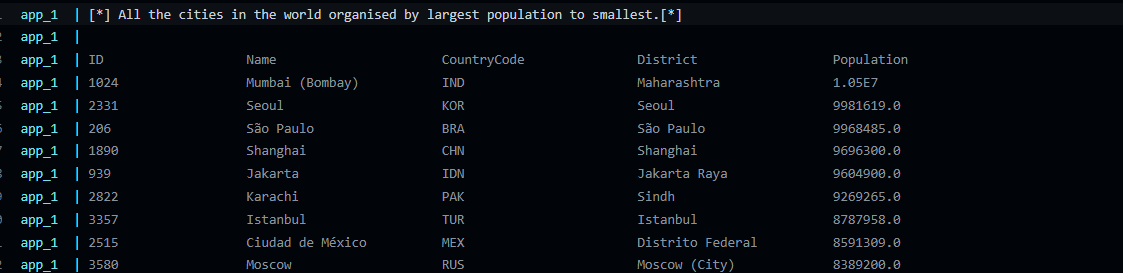 app_1 | [*] All the cities in the world organised by largest population to smallest.[*]
app_1 |
app_1 | ID Name CountryCode District Population
app_1 | 1024 Mumbai (Bombay) IND Maharashtra 1.05E7
app_1 | 2331 Seoul KOR Seoul 9981619.0
app_1 | 206 São Paulo BRA São Paulo 9968485.0
app_1 | 1890 Shanghai CHN Shanghai 9696300.0
app_1 | 939 Jakarta IDN Jakarta Raya 9604900.0
app_1 | 2822 Karachi PAK Sindh 9269265.0
app_1 | 3357 Istanbul TUR Istanbul 8787958.0
app_1 | 2515 Ciudad de México MEX Distrito Federal 8591309.0
app_1 | 3580 Moscow RUS Moscow (City) 8389200.0